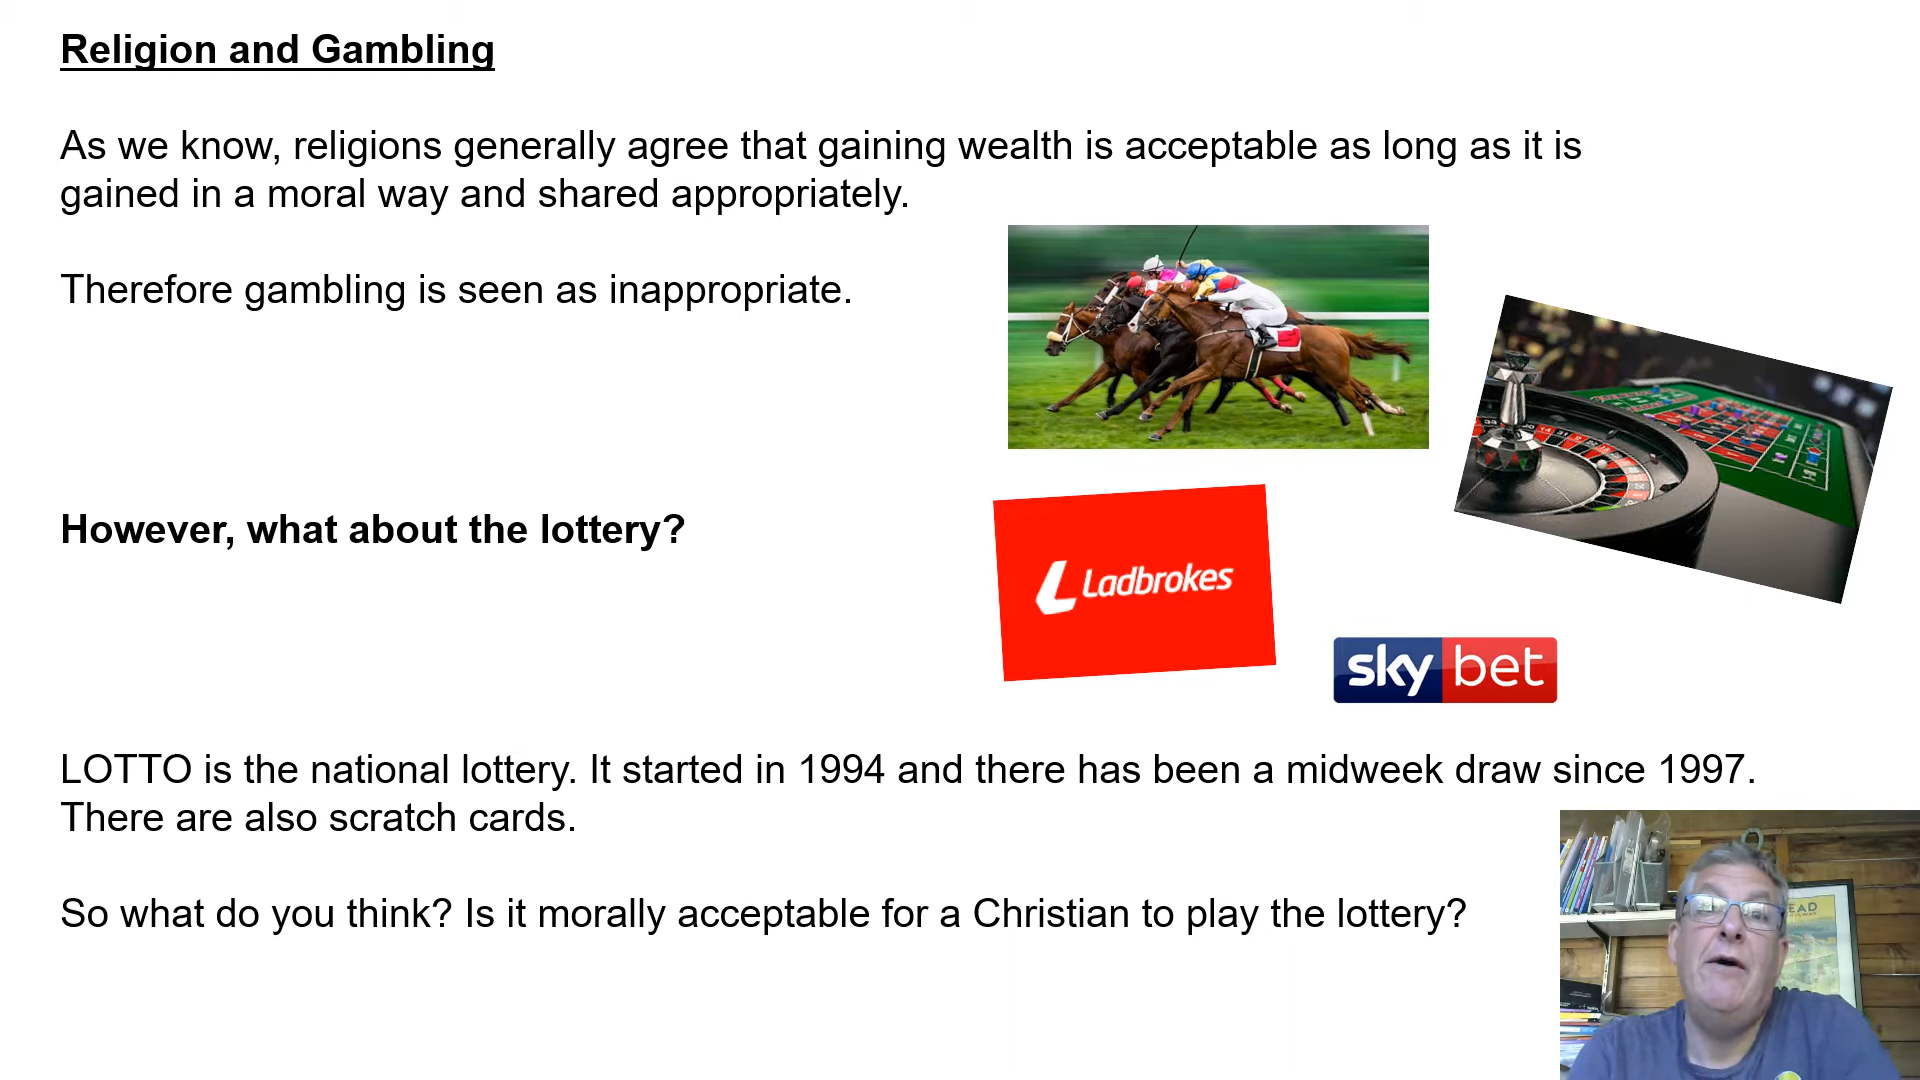 Religion and Gambling
As we know, religions generally agree that gaining wealth is acceptable as long as it is
gained in a moral way and shared appropriately.
Therefore gambling is seen as inappropriate.
However, what about the lottery?
Ladbrokes
sky bet
LOTTO is the national lottery. It started in 1994 and there has been a midweek draw since 1997.
There are also scratch cards.
So what do you think? Is it morally acceptable for a Christian to play the lottery?